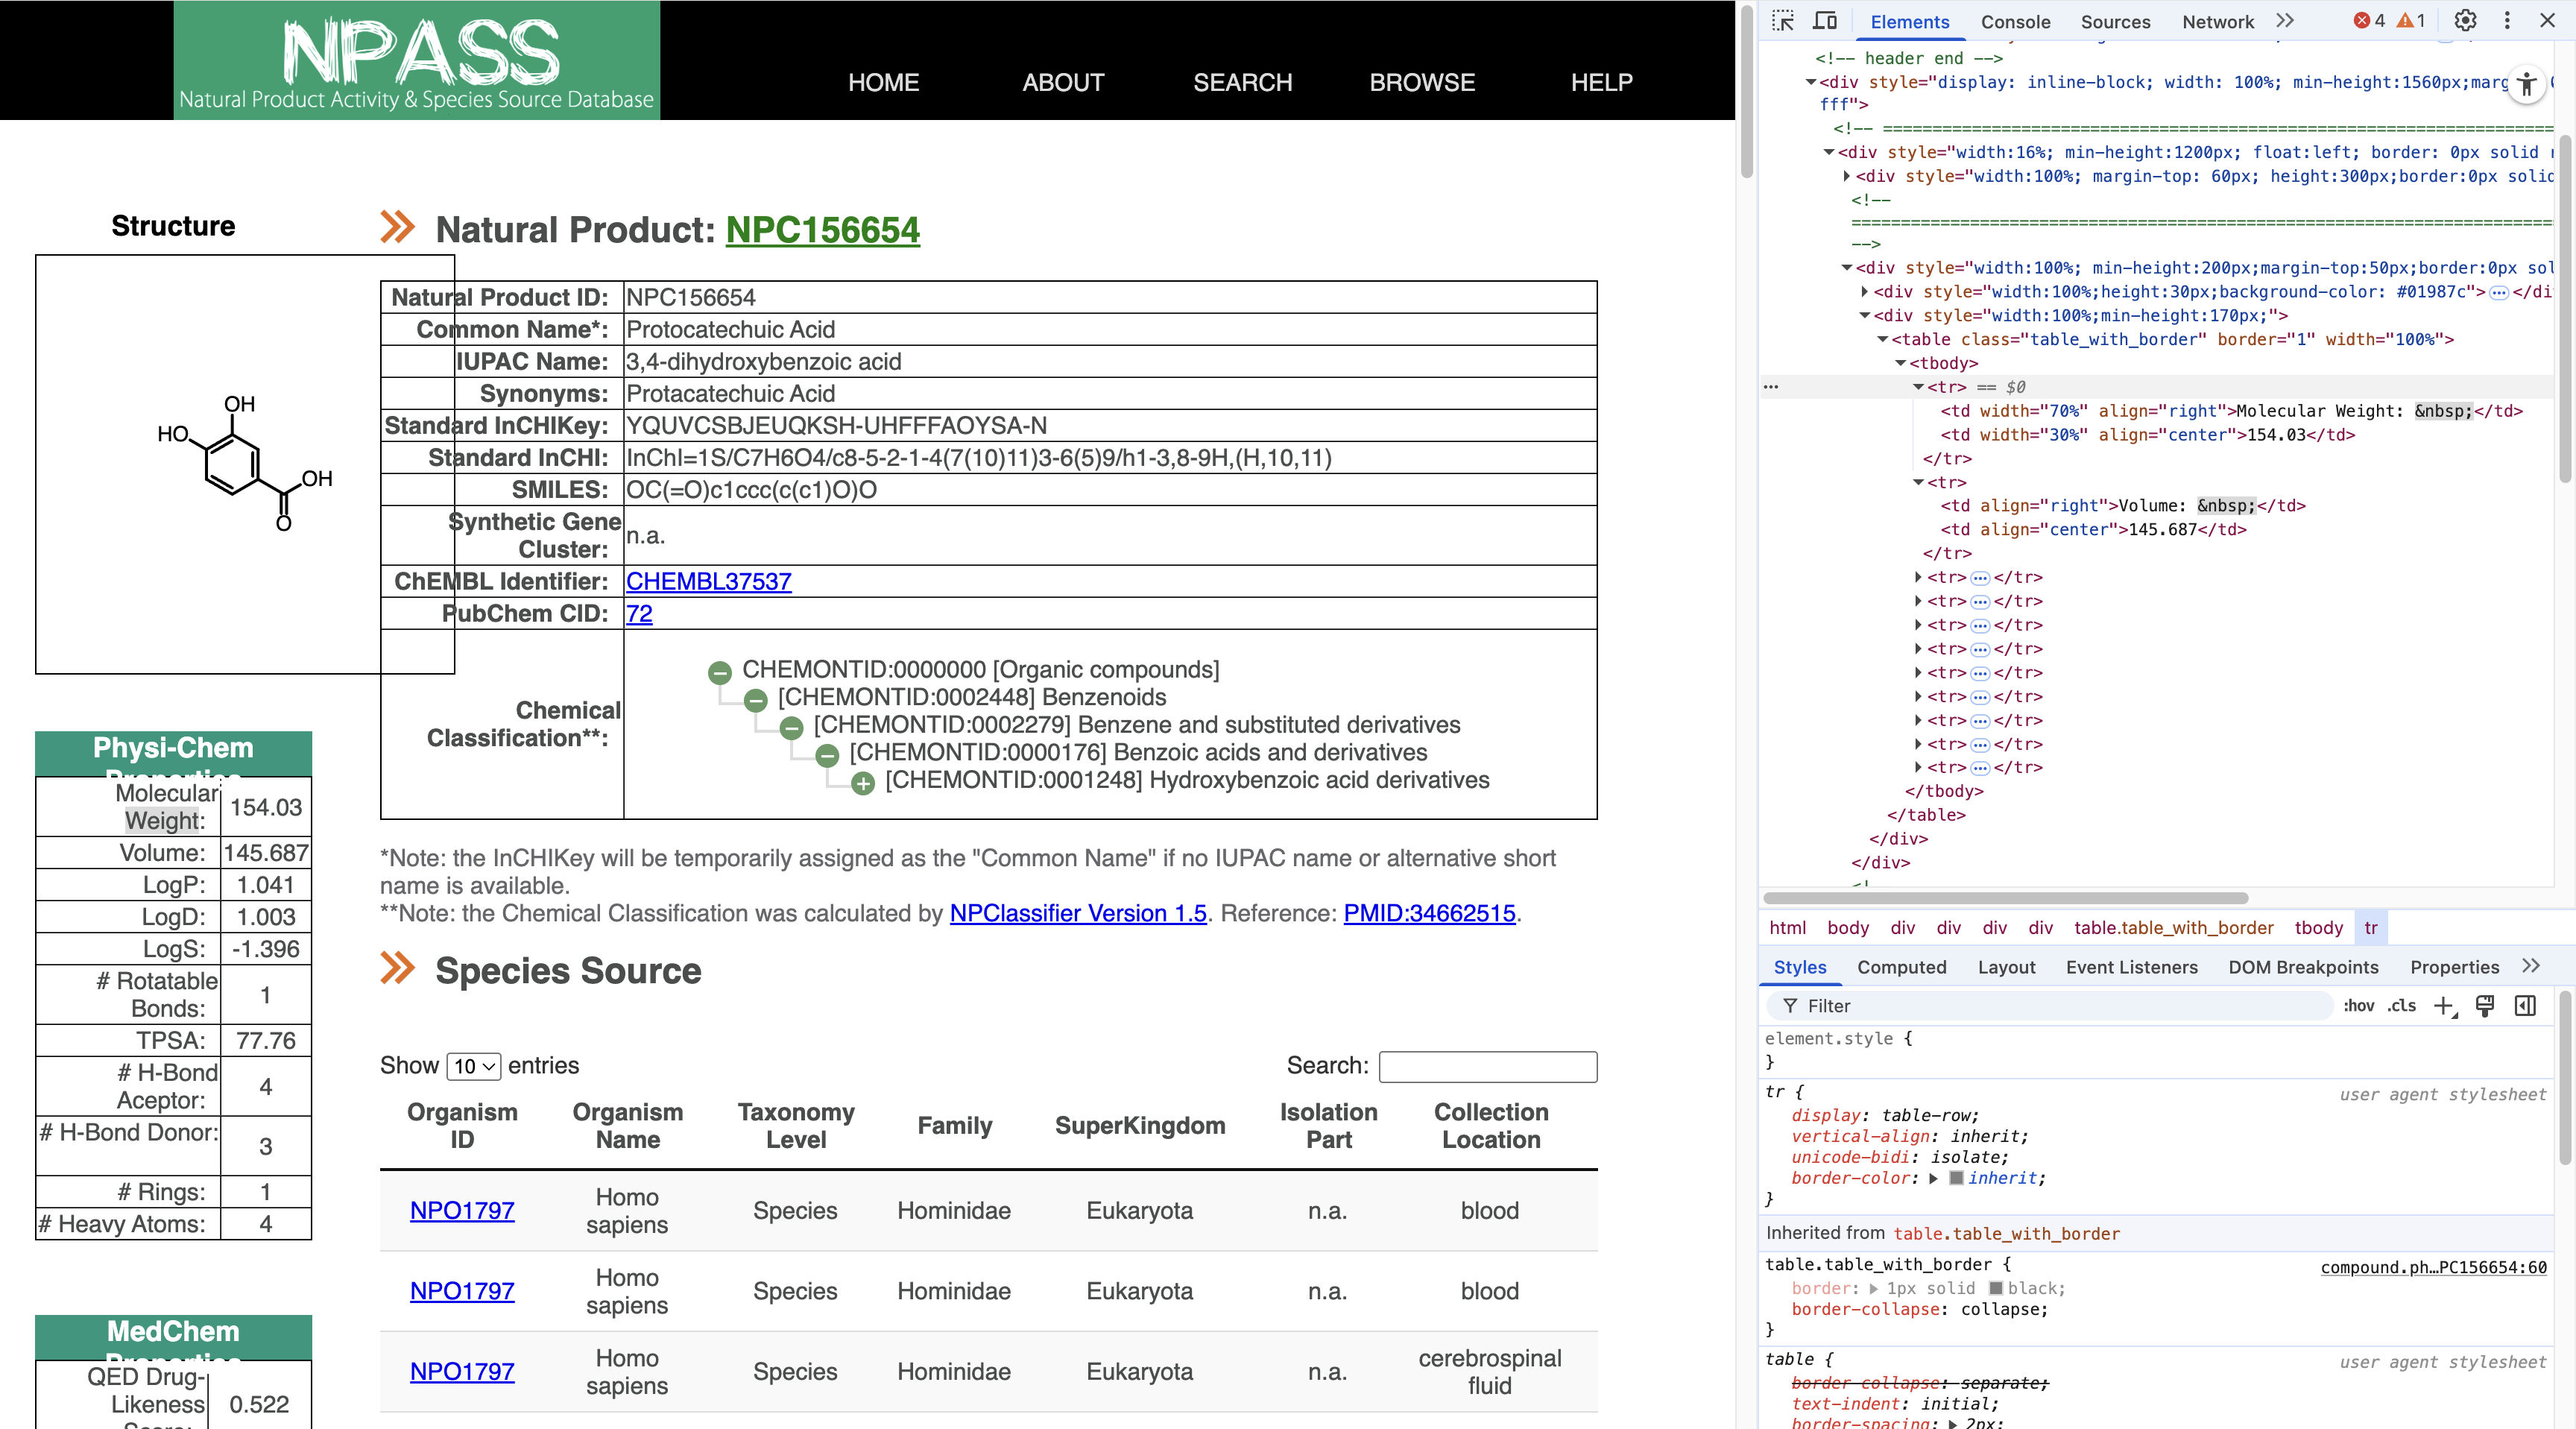 NPASS
Natural Product Activity & Species Source Database
HOME ABOUT SEARCH BROWSE HELP
Structure
OH
HO
OH
O
Physi-Chem
Molecular Weight: 154.03
Volume: 145.687
LogP: 1.041
LogD: 1.003
LogS: -1.396
# Rotatable Bonds: 1
TPSA: 77.76
# H-Bond Aceptor: 4
# H-Bond Donor: 3
# Rings: 1
# Heavy Atoms: 4
MedChem
QED Drug-
Likeness 0.522
Natural Product: NPC156654
Natural Product ID: NPC156654
Common Name*: Protocatechuic Acid
IUPAC Name: 3,4-dihydroxybenzoic acid
Synonyms: Protacatechuic Acid
Standard InCHIKey: YQUVCSBJEUQKSH-UHFFFAOYSA-N
Standard InCHI: InChI=1S/C7H6O4/c8-5-2-1-4(7(10)11)3-6(5)9/h1-3,8-9H,(H,10,11)
SMILES: OC(=O)c1ccc(c(c1)O)O
Synthetic Gene Cluster: n.a.
ChEMBL Identifier: CHEMBL37537
PubChem CID: 72
Chemical Classification**:
CHEMONTID:0000000 [Organic compounds]
[CHEMONTID:0002448] Benzenoids
[CHEMONTID:0002279] Benzene and substituted derivatives
[CHEMONTID:0000176] Benzoic acids and derivatives
[CHEMONTID:0001248] Hydroxybenzoic acid derivatives
*Note: the InCHIKey will be temporarily assigned as the "Common Name" if no IUPAC name or alternative short
name is available.
**Note: the Chemical Classification was calculated by NPClassifier Version 1.5. Reference: PMID:34662515.
Species Source
Show 10 entries
Search:
Organism ID Organism Name Taxonomy Level Family SuperKingdom Isolation Part Collection Location
NPO1797 Homo sapiens Species Hominidae Eukaryota n.a. blood
NPO1797 Homo sapiens Species Hominidae Eukaryota n.a. blood
NPO1797 Homo sapiens Species Hominidae Eukaryota n.a. cerebrospinal fluid
Elements Console Sources Network 4 1
<!-- header end -->
<div style="display: inline-block; width: 100%; min-height:1560px;marg
fff">
<!-- ==========================================================================
<div style="width:16%; min-height:1200px; float:left; border: 0px solid
<div style="width:100%; margin-top: 60px; height:300px;border:0px solid
<!--
==============================================================================
-->
<div style="width:100%; min-height:200px;margin-top:50px;border:0px sol
<div style="width:100%;height:30px;background-color: #01987c">…</di
<div style="width:100%;min-height:170px;">
<table class="table_with_border" border="1" width="100%">
<tbody>
… <tr> == $0
<td width="70%" align="right">Molecular Weight: &nbsp;</td>
<td width="30%" align="center">154.03</td>
</tr>
<tr>
<td align="right">Volume: &nbsp;</td>
<td align="center">145.687</td>
</tr>
<tr>…</tr>
<tr>…</tr>
<tr>…</tr>
<tr>…</tr>
<tr>…</tr>
<tr>…</tr>
<tr>…</tr>
<tr>…</tr>
<tr>…</tr>
</tbody>
</table>
</div>
</div>
html body div div div div table.table_with_border tbody tr
Styles Computed Layout Event Listeners DOM Breakpoints Properties
Filter
:hov .cls
element.style {
}
tr { user agent stylesheet
display: table-row;
vertical-align: inherit;
unicode-bidi: isolate;
border-color: inherit;
}
Inherited from table.table_with_border
table.table_with_border { compound.ph…PC156654:60
border: 1px solid black;
border-collapse: collapse;
}
table { user agent stylesheet
border-collapse: separate;
text-indent: initial;
border-spacing: 2px;